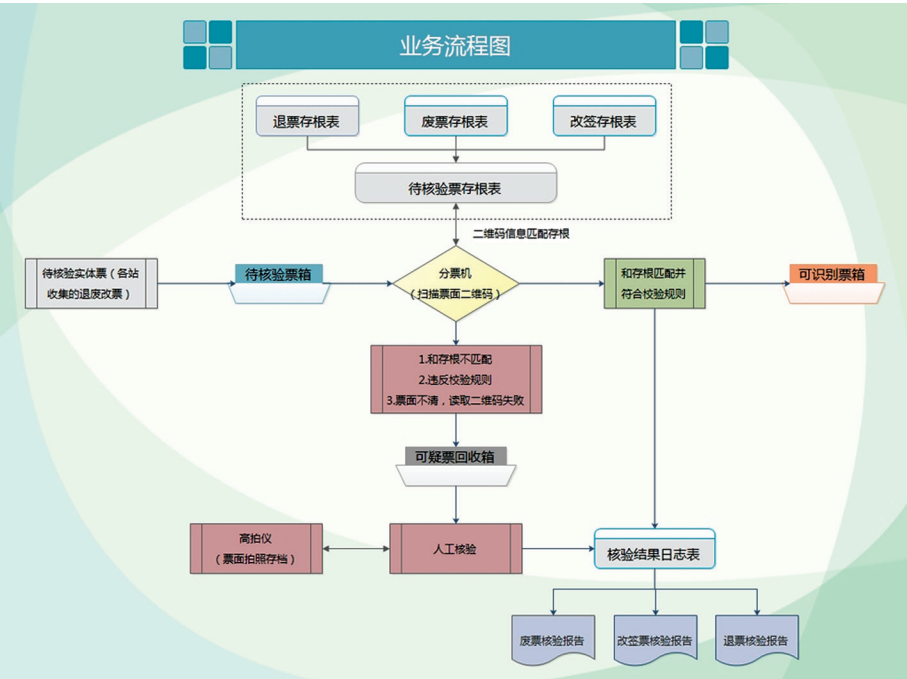 业务流程图
退票存根表
废票存根表
改签存根表
待核验票存根表
二维码信息匹配存根
待核验实体票（各站
收集的退废改票）
待核验票箱
分票机
（扫描票面二维码）
和存根匹配并
符合校验规则
可识别票箱
1.和存根不匹配
2.违反校验规则
3.票面不清，读取二维码失败
可疑票回收箱
高拍仪
（票面拍照存档）
人工核验
核验结果日志表
废票核验报告
改签票核验报告
退票核验报告